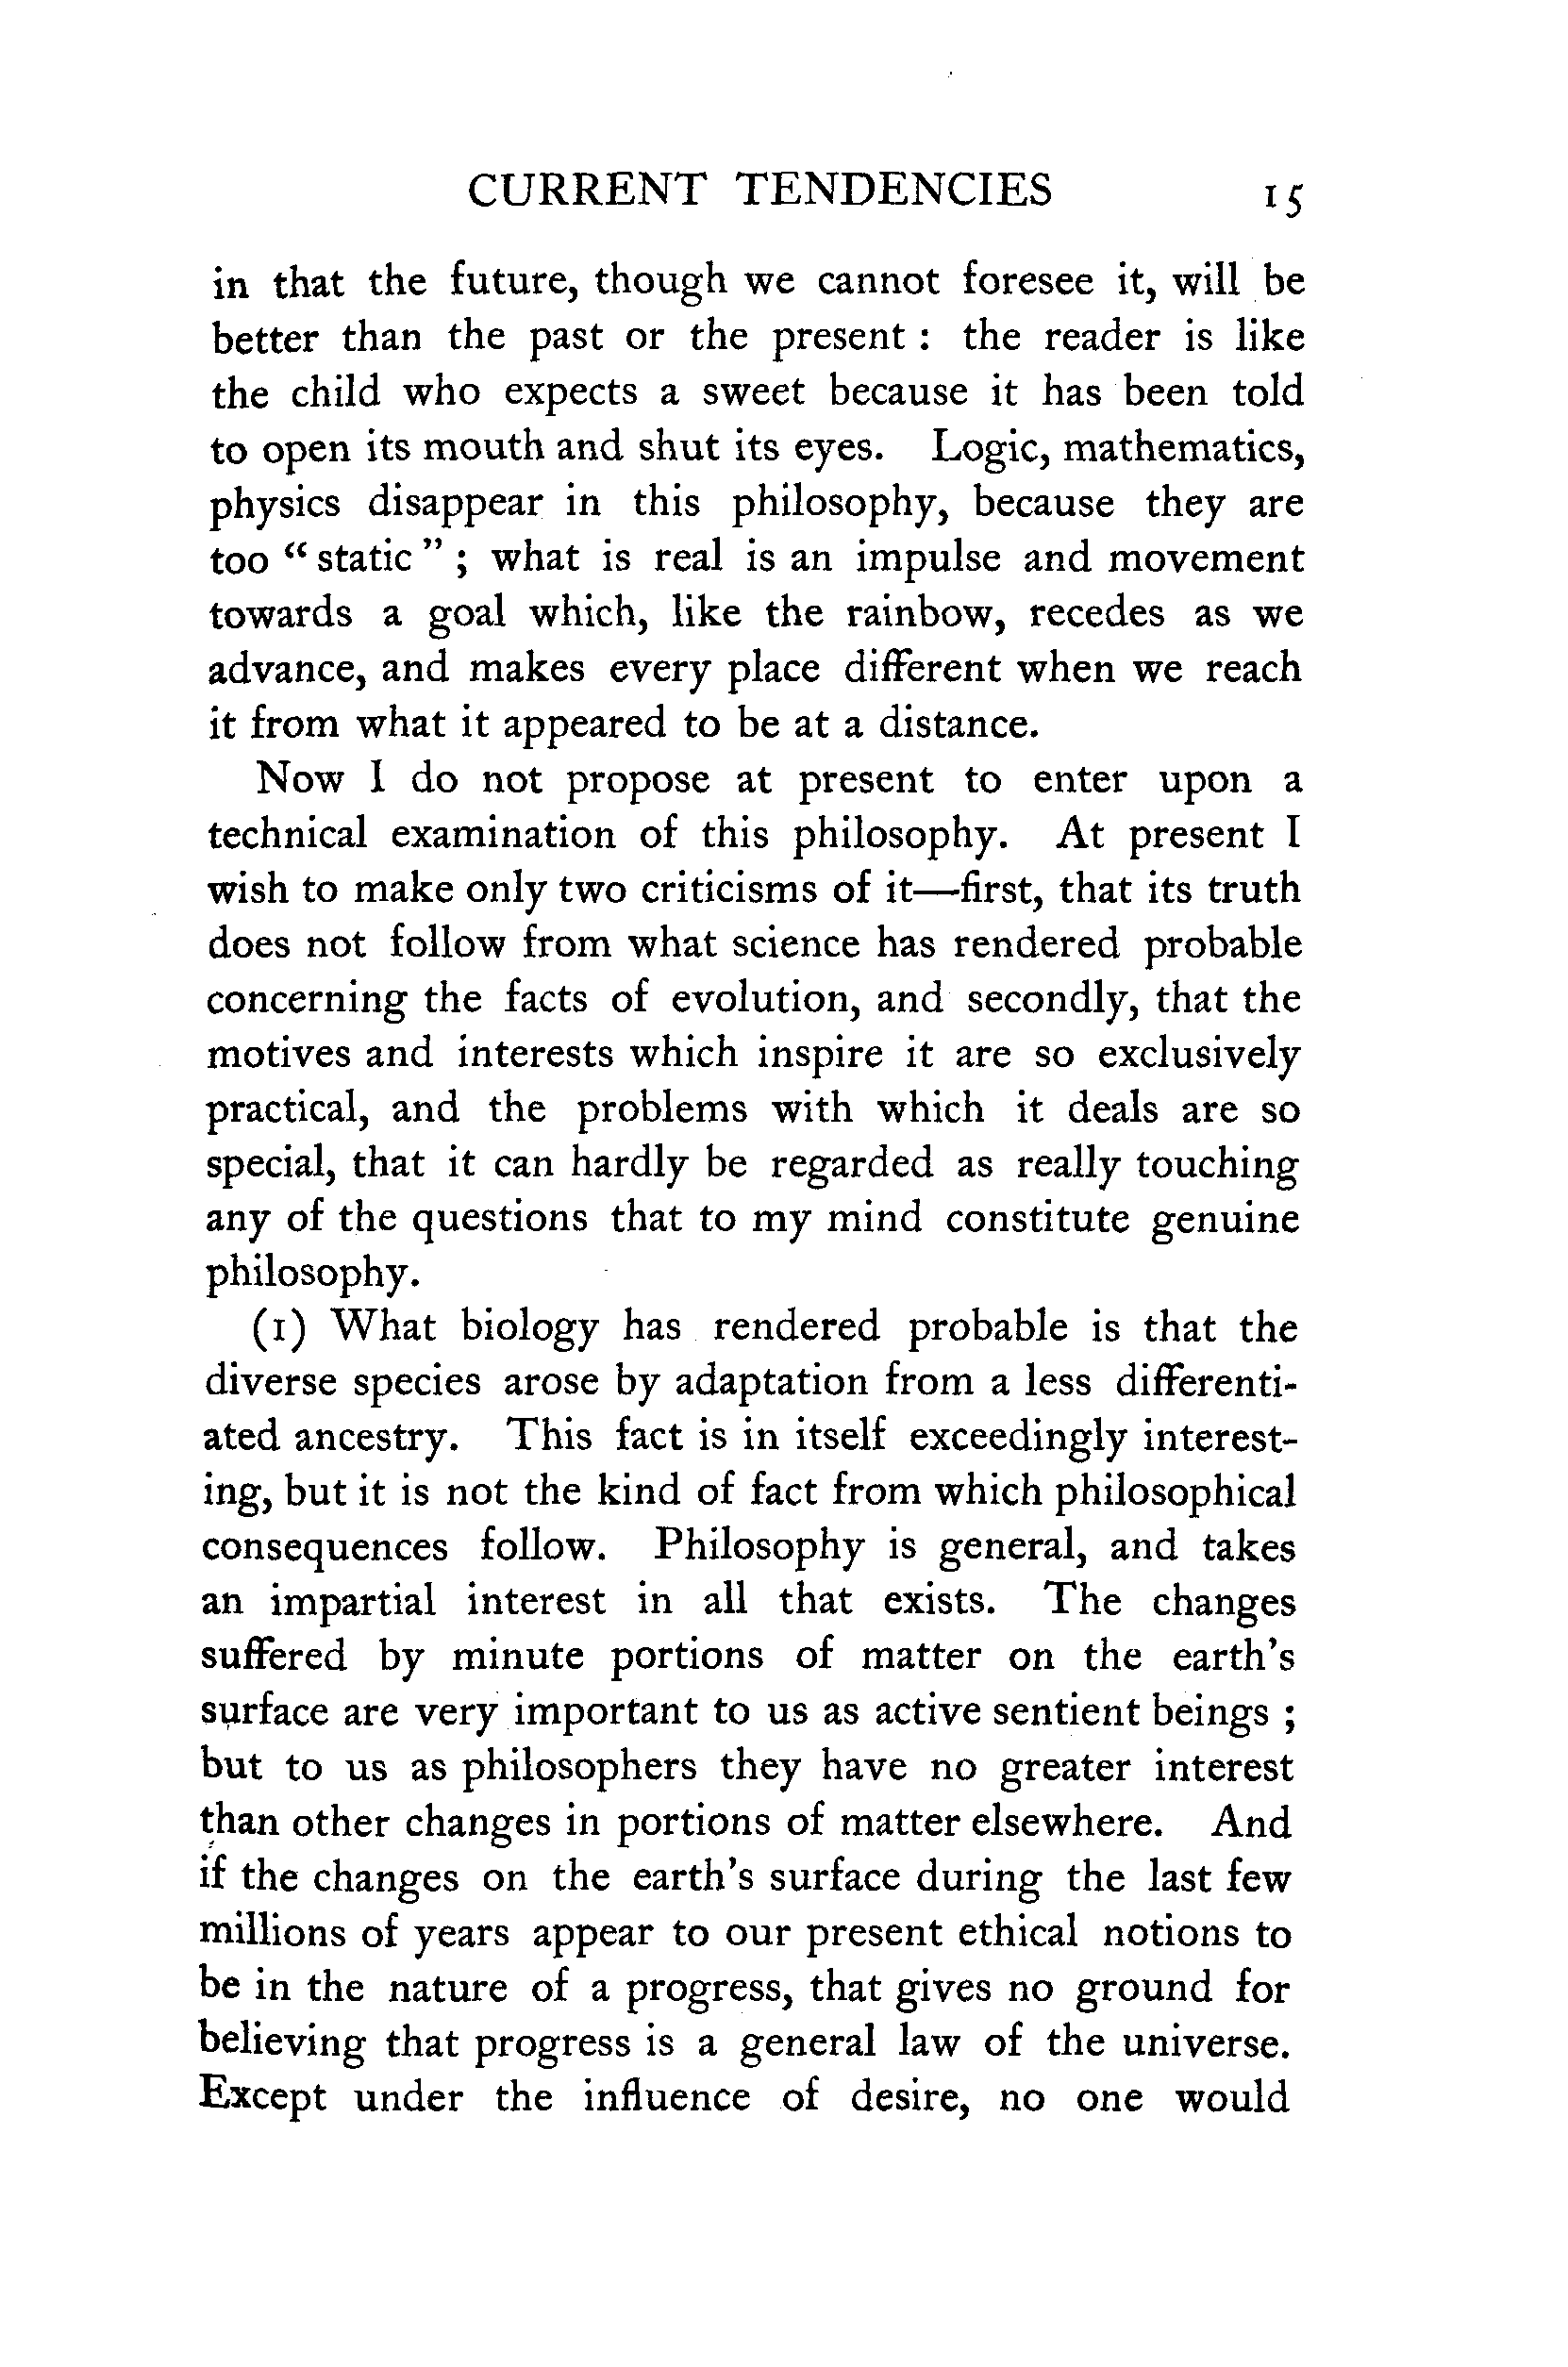 CURRENT TENDENCIES 15
in that the future, though we cannot foresee it, will be
better than the past or the present : the reader is like
the child who expects a sweet because it has been told
to open its mouth and shut its eyes. Logic, mathematics,
physics disappear in this philosophy, because they are
too “ static ” ; what is real is an impulse and movement
towards a goal which, like the rainbow, recedes as we
advance, and makes every place different when we reach
it from what it appeared to be at a distance.
Now I do not propose at present to enter upon a
technical examination of this philosophy. At present I
wish to make only two criticisms of it—first, that its truth
does not follow from what science has rendered probable
concerning the facts of evolution, and secondly, that the
motives and interests which inspire it are so exclusively
practical, and the problems with which it deals are so
special, that it can hardly be regarded as really touching
any of the questions that to my mind constitute genuine
philosophy.
(1) What biology has rendered probable is that the
diverse species arose by adaptation from a less differenti-
ated ancestry. This fact is in itself exceedingly interest-
ing, but it is not the kind of fact from which philosophical
consequences follow. Philosophy is general, and takes
an impartial interest in all that exists. The changes
suffered by minute portions of matter on the earth’s
surface are very important to us as active sentient beings ;
but to us as philosophers they have no greater interest
than other changes in portions of matter elsewhere. And
if the changes on the earth’s surface during the last few
millions of years appear to our present ethical notions to
be in the nature of a progress, that gives no ground for
believing that progress is a general law of the universe.
Except under the influence of desire, no one would